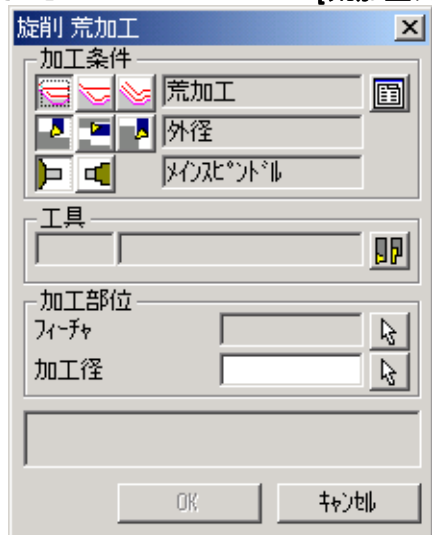 旋削 荒加工
加工条件
荒加工
外径
ﾒｲﾝｽﾋﾟﾝﾄﾞﾙ
工具
加工部位
ﾌｨｰﾁｬ
加工径
OK
ｷｬﾝｾﾙ